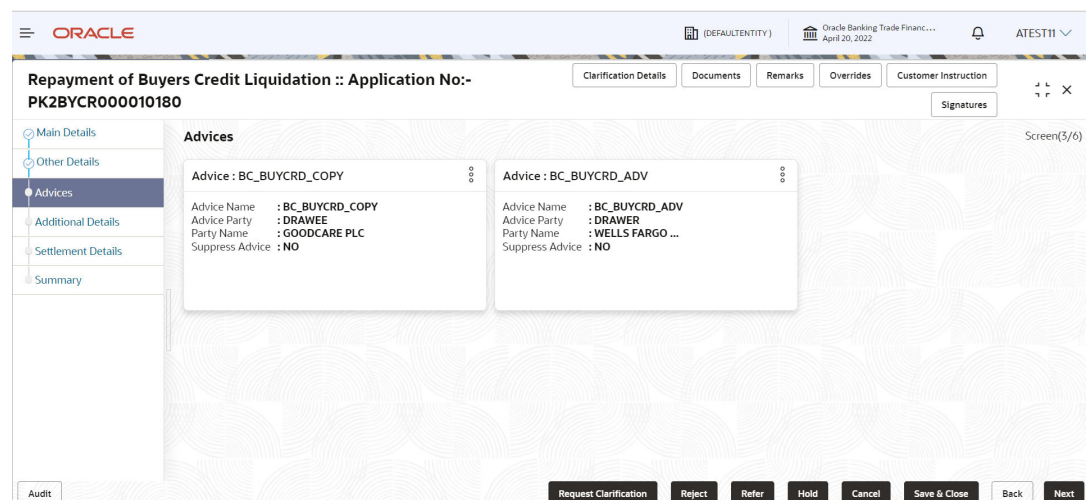 ORACLE
(DEFAULTENTITY)
Oracle Banking Trade Financ...
April 20, 2022
ATEST11
Repayment of Buyers Credit Liquidation :: Application No:-
PK2BYCR000010180
Clarification Details
Documents
Remarks
Overrides
Customer Instruction
Signatures
Main Details
Other Details
Advices
Additional Details
Settlement Details
Summary
Advices
Screen(3/6)
Advice : BC_BUYCRD_COPY
Advice Name : BC_BUYCRD_COPY
Advice Party : DRAWEE
Party Name : GOODCARE PLC
Suppress Advice : NO
Advice : BC_BUYCRD_ADV
Advice Name : BC_BUYCRD_ADV
Advice Party : DRAWER
Party Name : WELLS FARGO ...
Suppress Advice : NO
Audit
Request Clarification
Reject
Refer
Hold
Cancel
Save & Close
Back
Next